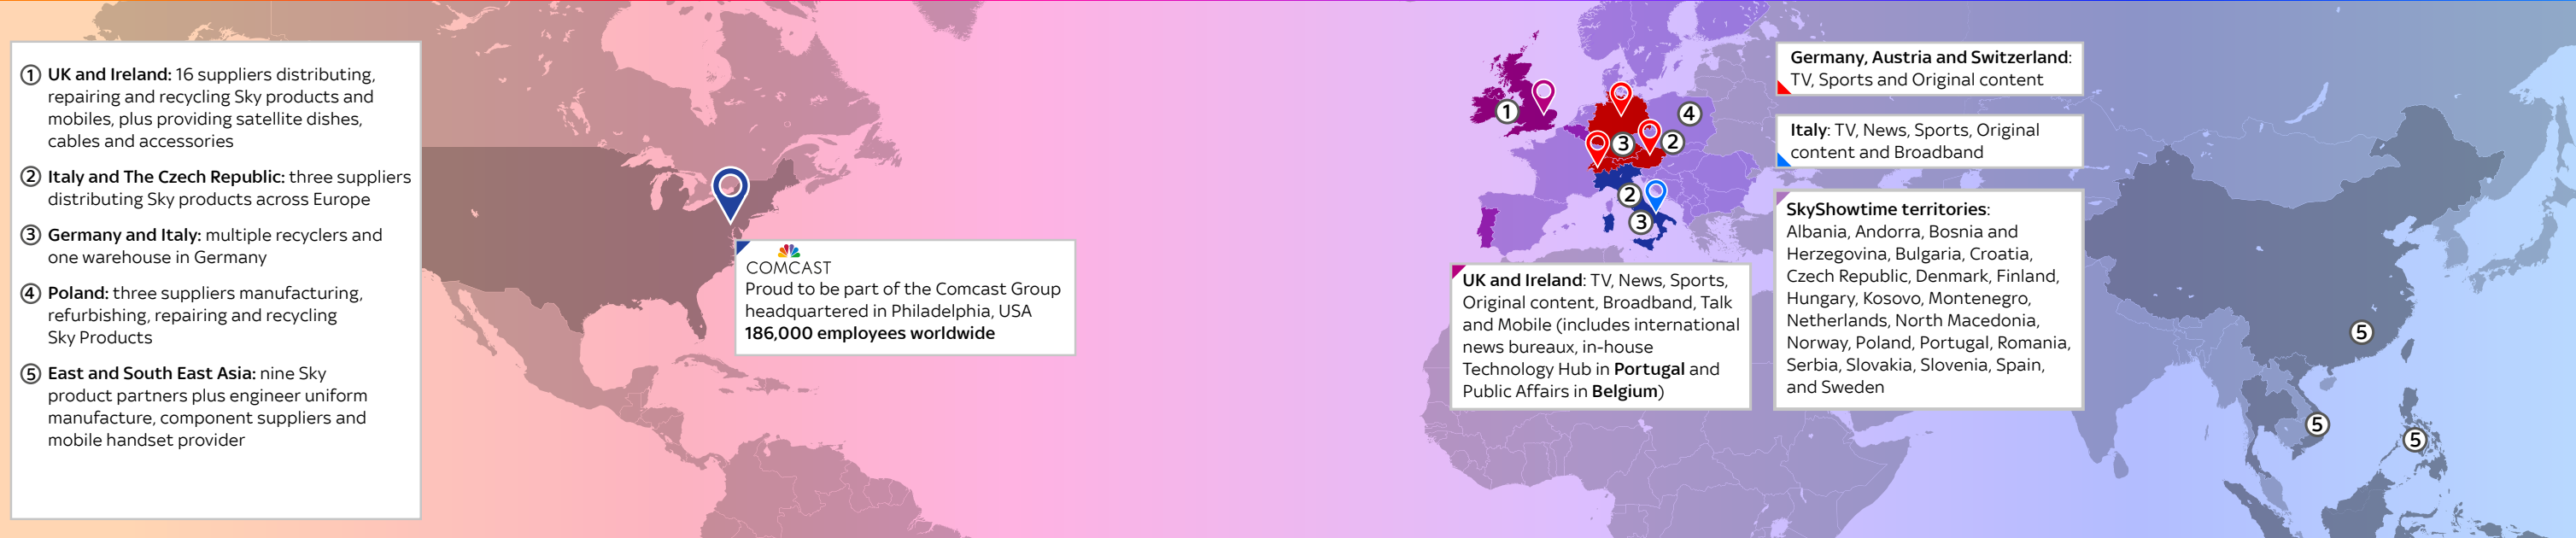 1 UK and Ireland: 16 suppliers distributing,
repairing and recycling Sky products and
mobiles, plus providing satellite dishes,
cables and accessories
2 Italy and The Czech Republic: three suppliers
distributing Sky products across Europe
3 Germany and Italy: multiple recyclers and
one warehouse in Germany
4 Poland: three suppliers manufacturing,
refurbishing, repairing and recycling
Sky Products
5 East and South East Asia: nine Sky
product partners plus engineer uniform
manufacture, component suppliers and
mobile handset provider
COMCAST
Proud to be part of the Comcast Group
headquartered in Philadelphia, USA
186,000 employees worldwide
1
4
3
2
2
3
UK and Ireland: TV, News, Sports,
Original content, Broadband, Talk
and Mobile (includes international
news bureaux, in-house
Technology Hub in Portugal and
Public Affairs in Belgium)
Germany, Austria and Switzerland:
TV, Sports and Original content
Italy: TV, News, Sports, Original
content and Broadband
SkyShowtime territories:
Albania, Andorra, Bosnia and
Herzegovina, Bulgaria, Croatia,
Czech Republic, Denmark, Finland,
Hungary, Kosovo, Montenegro,
Netherlands, North Macedonia,
Norway, Poland, Portugal, Romania,
Serbia, Slovakia, Slovenia, Spain,
and Sweden
5
5
5